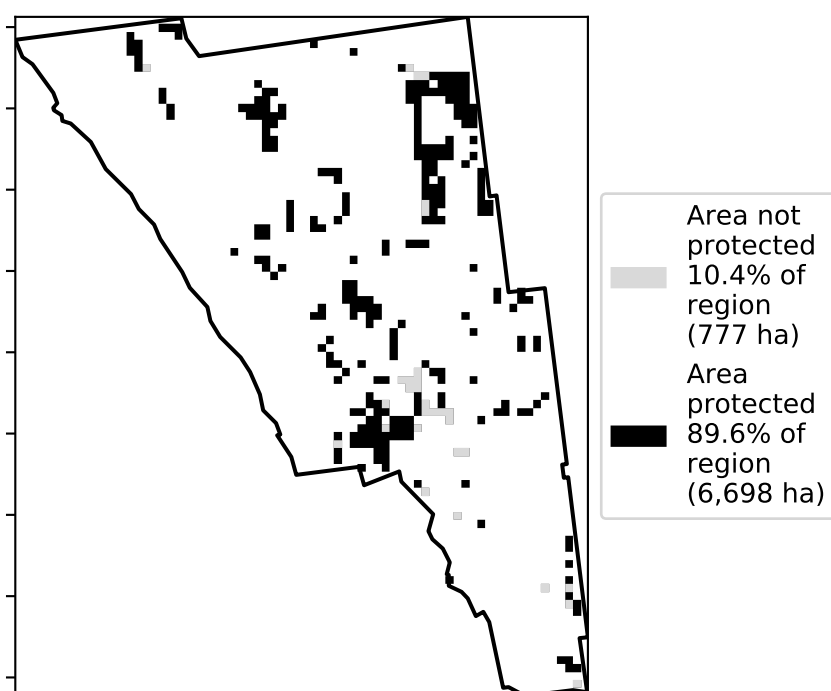 Area not
protected
10.4% of
region
(777 ha)
Area
protected
89.6% of
region
(6,698 ha)